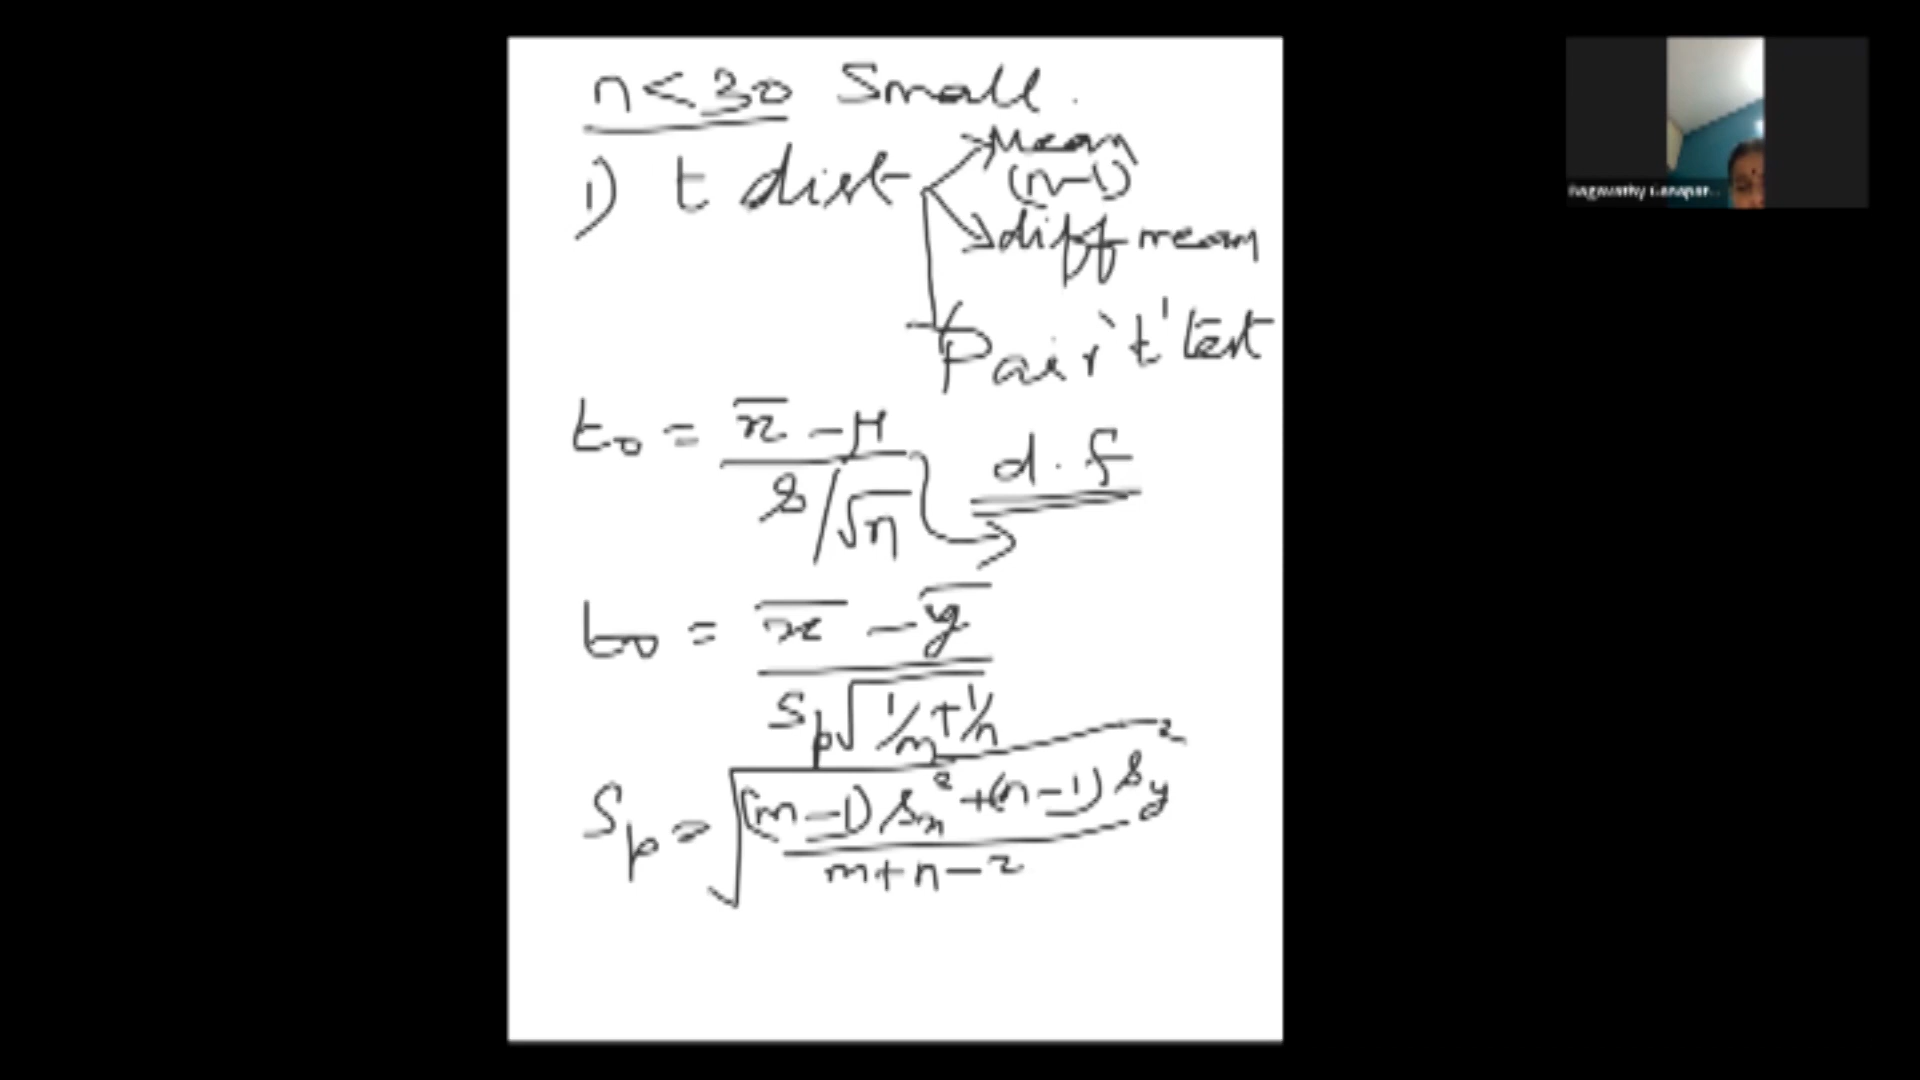 n < 30 Small.
1) t dist
Mean
(n-1)
diff mean
Pair 't' test
t₀ = (x̄ - μ) / (s/√n)
d.f
t₀ = (x̄ - ȳ) / (Sp √(1/m + 1/n))
Sp = √(((m-1) sx² + (n-1) sy²) / (m+n-2))